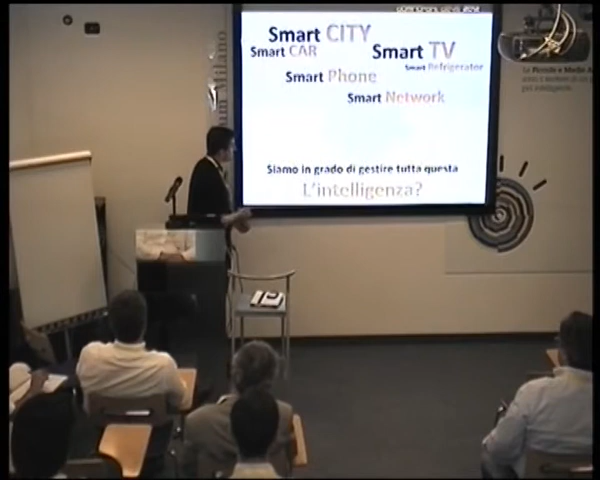 Smart CITY
Smart CAR
Smart TV
Smart Refrigerator
Smart Phone
Smart Network
Siamo in grado di gestire tutta questa
L'intelligenza?
Milano